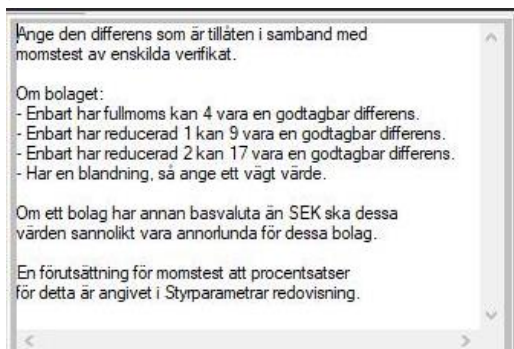 Ange den differens som är tillåten i samband med
momstest av enskilda verifikat.
Om bolaget:
- Enbart har fullmoms kan 4 vara en godtagbar differens.
- Enbart har reducerad 1 kan 9 vara en godtagbar differens.
- Enbart har reducerad 2 kan 17 vara en godtagbar differens.
- Har en blandning, så ange ett vägt värde.
Om ett bolag har annan basvaluta än SEK ska dessa
värden sannolikt vara annorlunda för dessa bolag.
En förutsättning för momstest att procentsatser
för detta är angivet i Styrparametrar redovisning.